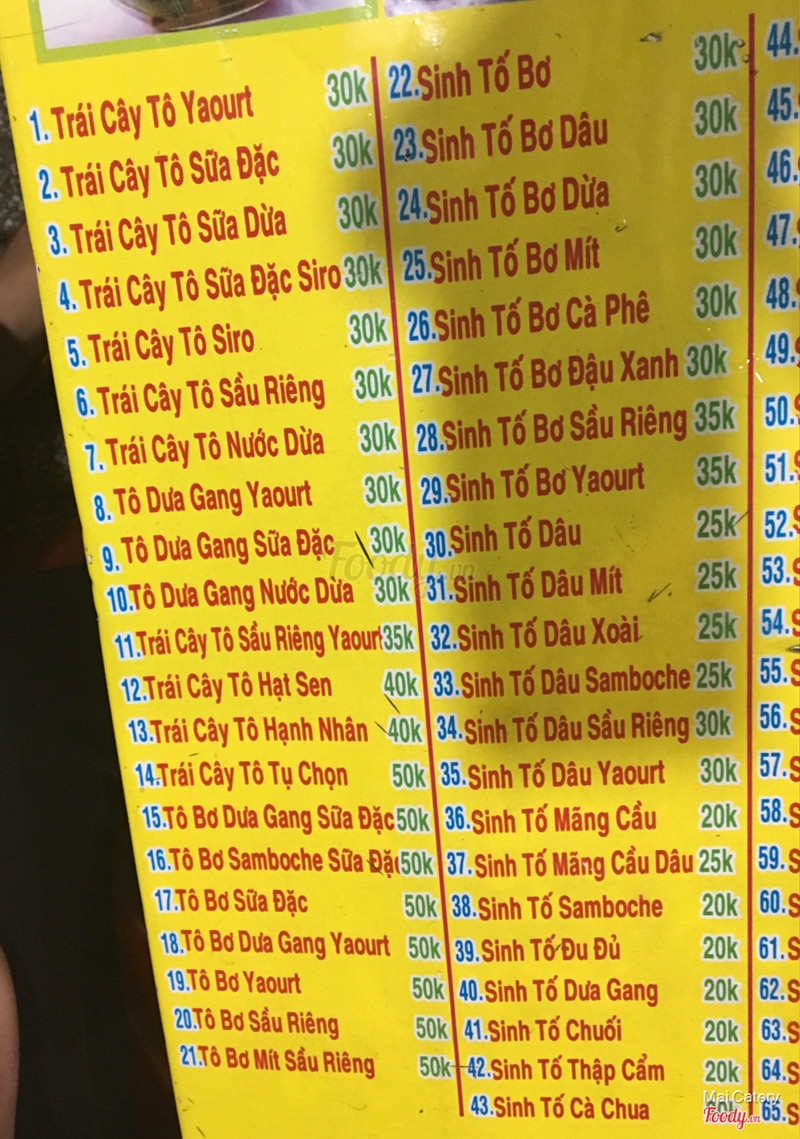 1. Trái Cây Tô Yaourt 30k
2. Trái Cây Tô Sữa Đặc 30k
3. Trái Cây Tô Sữa Dừa 30k
4. Trái Cây Tô Sữa Đặc Siro 30k
5. Trái Cây Tô Siro 30k
6. Trái Cây Tô Sầu Riêng 30k
7. Trái Cây Tô Nước Dừa 30k
8. Tô Dưa Gang Yaourt 30k
9. Tô Dưa Gang Sữa Đặc 30k
10.Tô Dưa Gang Nước Dừa 30k
11.Trái Cây Tô Sầu Riêng Yaourt 35k
12.Trái Cây Tô Hạt Sen 40k
13.Trái Cây Tô Hạnh Nhân 40k
14.Trái Cây Tô Tụ Chọn 50k
15.Tô Bơ Dưa Gang Sữa Đặc 50k
16.Tô Bơ Samboche Sữa Đặc 50k
17.Tô Bơ Sữa Đặc 50k
18.Tô Bơ Dưa Gang Yaourt 50k
19.Tô Bơ Yaourt 50k
20.Tô Bơ Sầu Riêng 50k
21.Tô Bơ Mít Sầu Riêng 50k
22.Sinh Tố Bơ 30k
23.Sinh Tố Bơ Dâu 30k
24.Sinh Tố Bơ Dừa 30k
25.Sinh Tố Bơ Mít 30k
26.Sinh Tố Bơ Cà Phê 30k
27.Sinh Tố Bơ Đậu Xanh 30k
28.Sinh Tố Bơ Sầu Riêng 35k
29.Sinh Tố Bơ Yaourt 35k
30.Sinh Tố Dâu 25k
31.Sinh Tố Dâu Mít 25k
32.Sinh Tố Dâu Xoài 25k
33.Sinh Tố Dâu Samboche 25k
34.Sinh Tố Dâu Sầu Riêng 30k
35.Sinh Tố Dâu Yaourt 30k
36.Sinh Tố Mãng Cầu 20k
37.Sinh Tố Mãng Cầu Dâu 25k
38.Sinh Tố Samboche 20k
39.Sinh Tố Đu Đủ 20k
40.Sinh Tố Dưa Gang 20k
41.Sinh Tố Chuối 20k
42.Sinh Tố Thập Cẩm 20k
43.Sinh Tố Cà Chua
44.
45.
46.
47.
48.
49.
50.
51.
52.
53.
54.
55.
56.
57.
58.
59.
60.
61.
62.
63.
64.
65.
Foody.vn
Mai Catory
Foody.vn